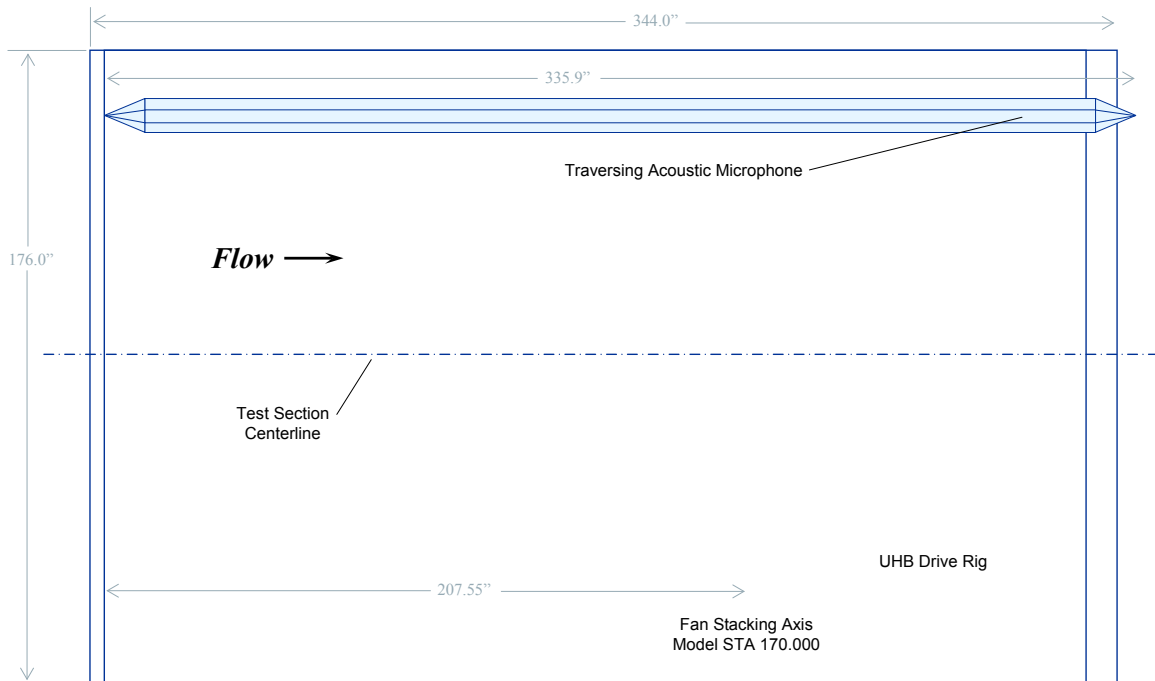 344.0”
335.9”
Traversing Acoustic Microphone
Flow
176.0”
Test Section
Centerline
UHB Drive Rig
207.55”
Fan Stacking Axis
Model STA 170.000